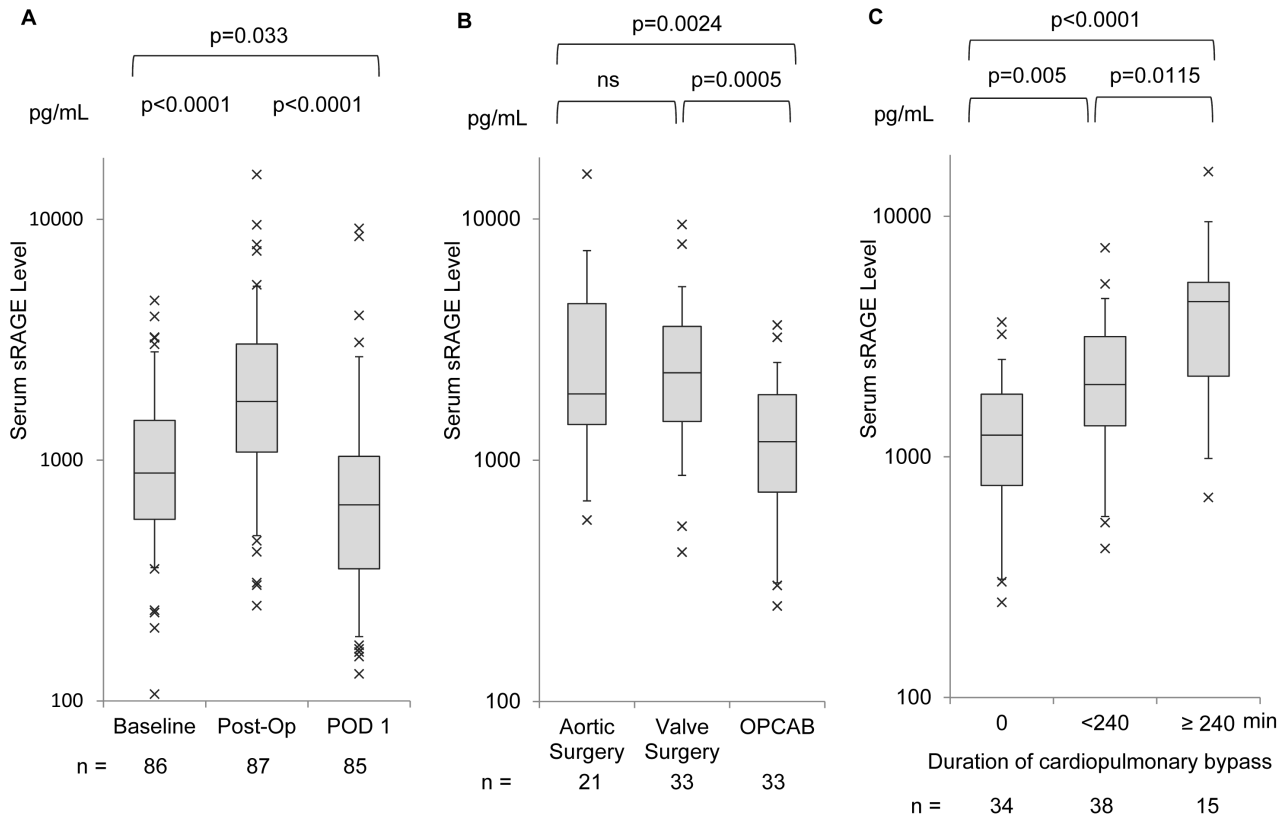 A
p=0.033
p<0.0001
p<0.0001
pg/mL
Serum sRAGE Level
10000
1000
100
Baseline
Post-Op
POD 1
n =
86
87
85
B
p=0.0024
ns
p=0.0005
pg/mL
Serum sRAGE Level
10000
1000
100
Aortic
Surgery
Valve
Surgery
OPCAB
n =
21
33
33
C
p<0.0001
p=0.005
p=0.0115
pg/mL
Serum sRAGE Level
10000
1000
100
0
<240
≥ 240 min
Duration of cardiopulmonary bypass
n =
34
38
15